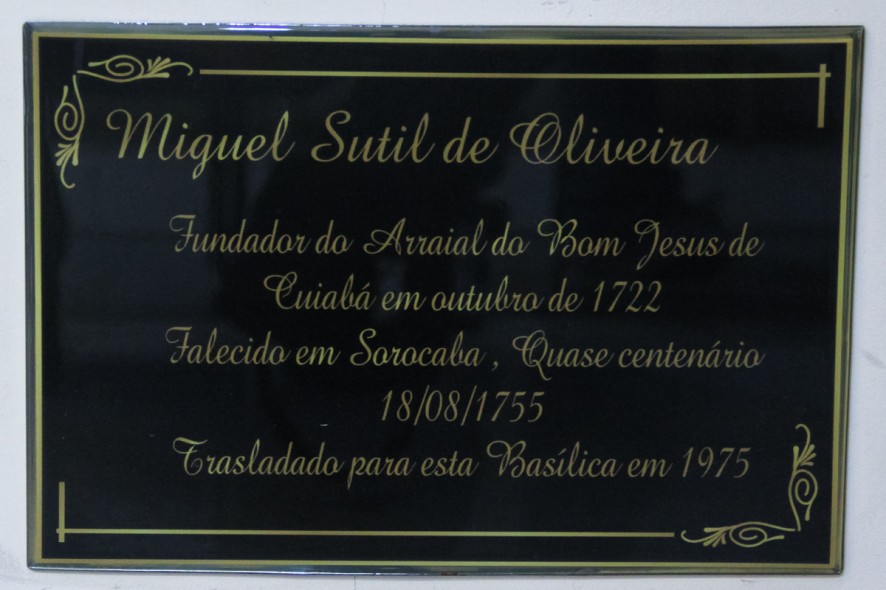 Miguel Sutil de Oliveira
Fundador do Arraial do Bom Jesus de
Cuiabá em outubro de 1722
Falecido em Sorocaba , Quase centenário
18/08/1755
Trasladado para esta Basílica em 1975